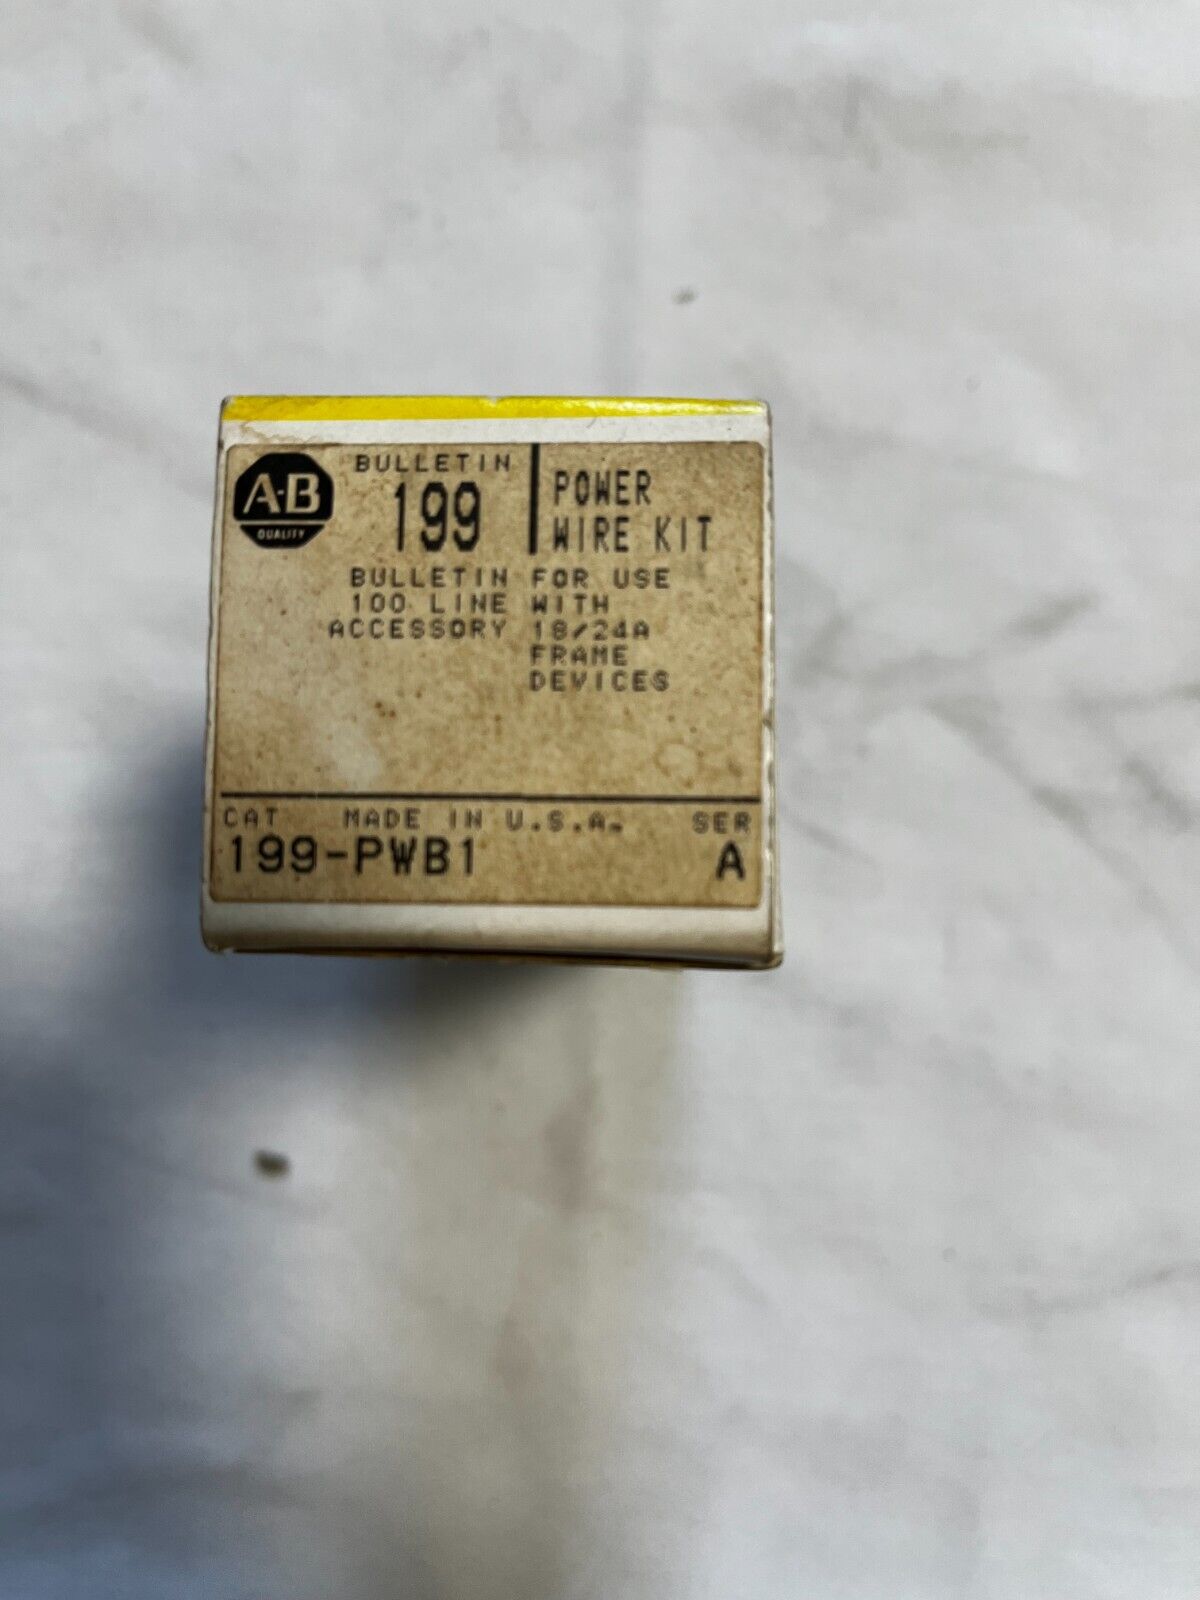 A-B
QUALITY
BULLETIN
199
POWER
WIRE KIT
BULLETIN
100 LINE
ACCESSORY
FOR USE
WITH
18/24A
FRAME
DEVICES
CAT MADE IN U.S.A. SER
199-PWB1 A